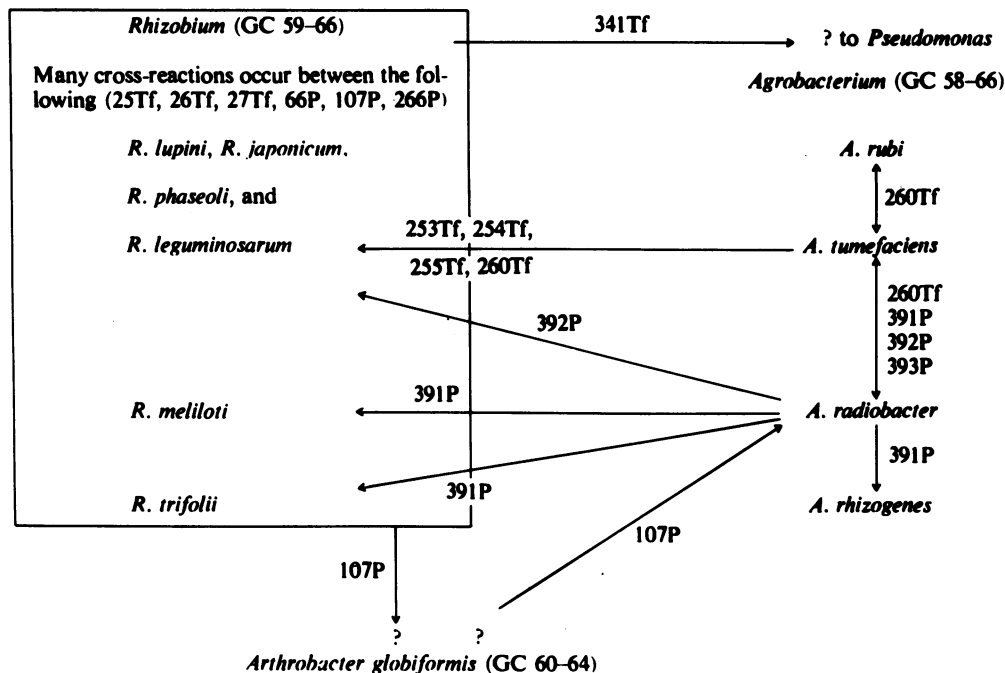 Rhizobium (GC 59–66)
341Tf
? to Pseudomonas
Many cross-reactions occur between the fol-
lowing (25Tf, 26Tf, 27Tf, 66P, 107P, 266P)
Agrobacterium (GC 58–66)
R. lupini, R. japonicum,
A. rubi
R. phaseoli, and
260Tf
253Tf, 254Tf,
R. leguminosarum
A. tumefaciens
255Tf, 260Tf
260Tf
391P
392P
392P
393P
391P
R. meliloti
A. radiobacter
391P
391P
R. trifolii
A. rhizogenes
107P
107P
? ?
Arthrobacter globiformis (GC 60–64)